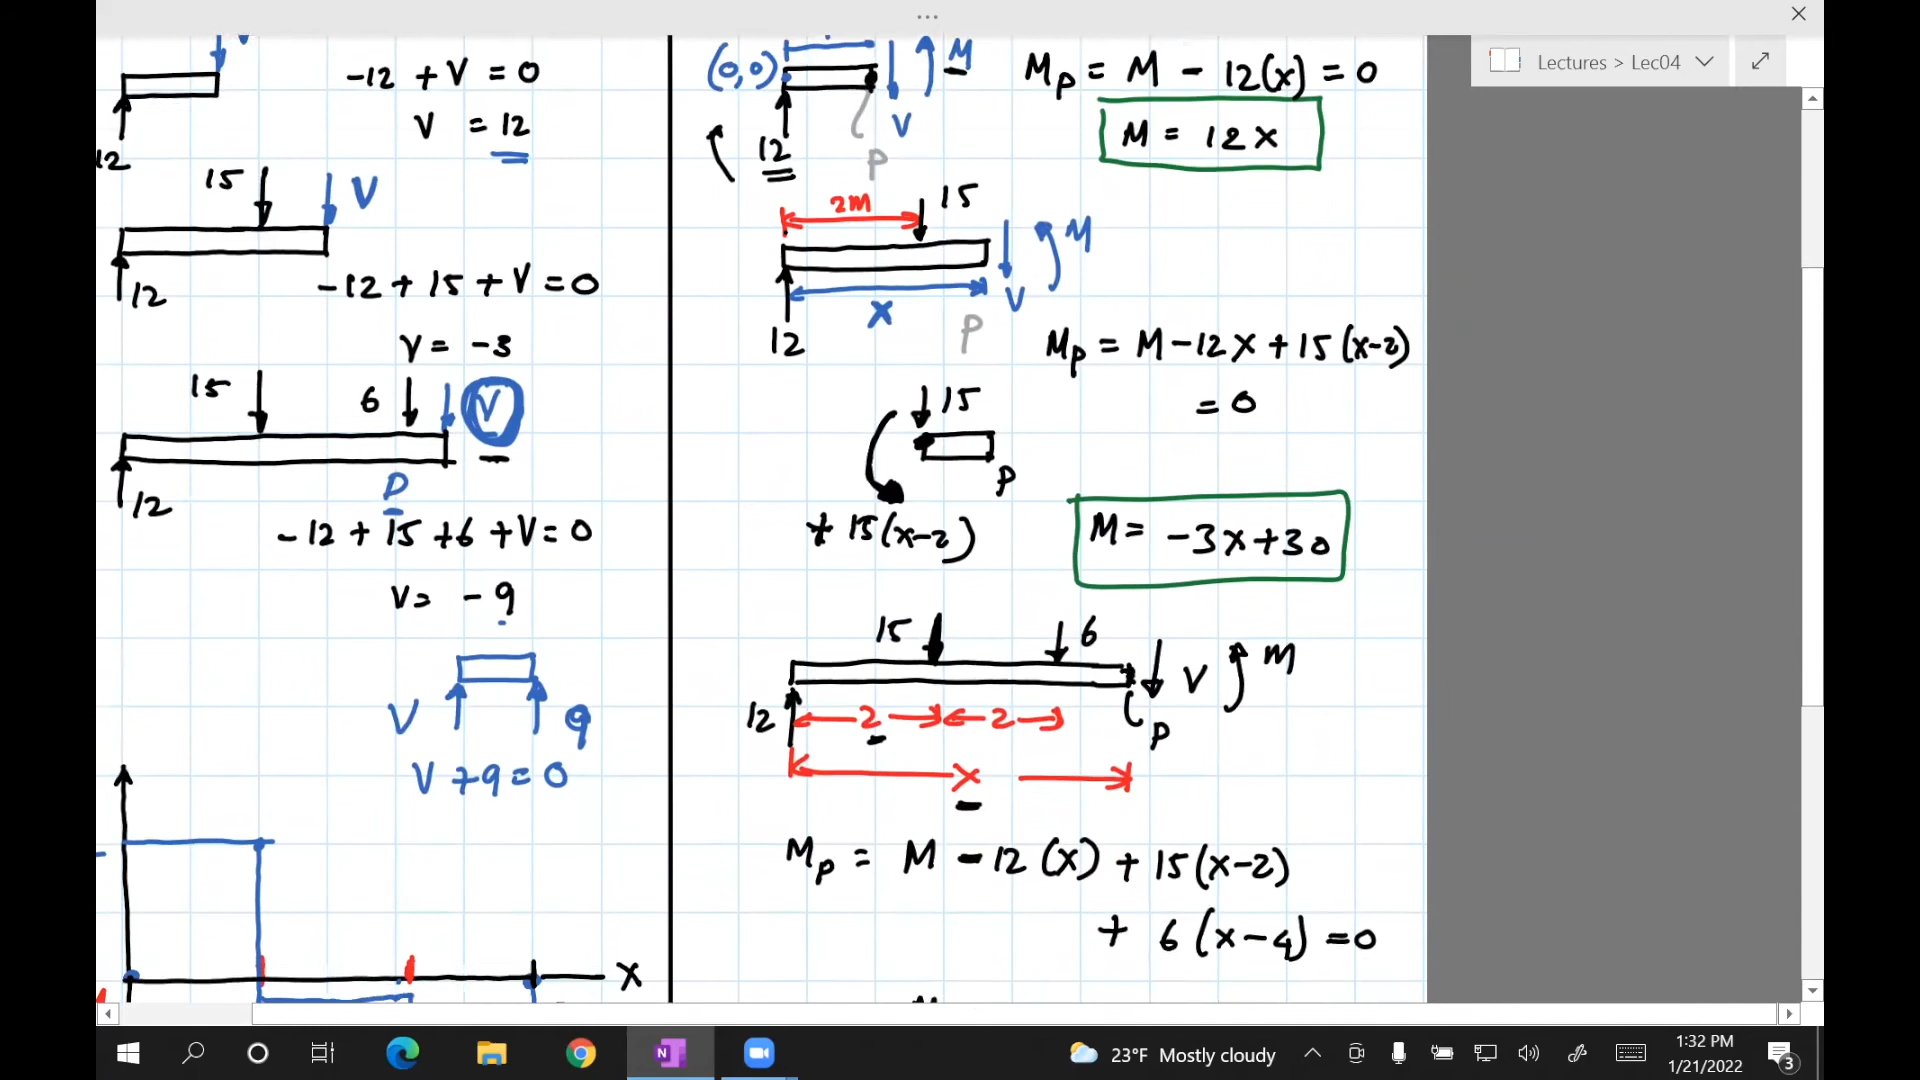 Lectures > Lec04
-12 + V = 0
V = 12
12
15
V
12
-12 + 15 + V = 0
V = -3
15
6
V
12
P
-12 + 15 + 6 + V = 0
V = -9
V
9
V + 9 = 0
X
(0,0)
M
V
12
P
Mp = M - 12(x) = 0
M = 12x
2M
15
M
V
X
12
P
Mp = M - 12x + 15(x-2)
= 0
15
P
+ 15(x-2)
M = -3x+30
15
6
V
M
12
2
2
P
X
Mp = M - 12(x) + 15(x-2)
+ 6(x-4) = 0
23°F Mostly cloudy
1:32 PM
1/21/2022
3